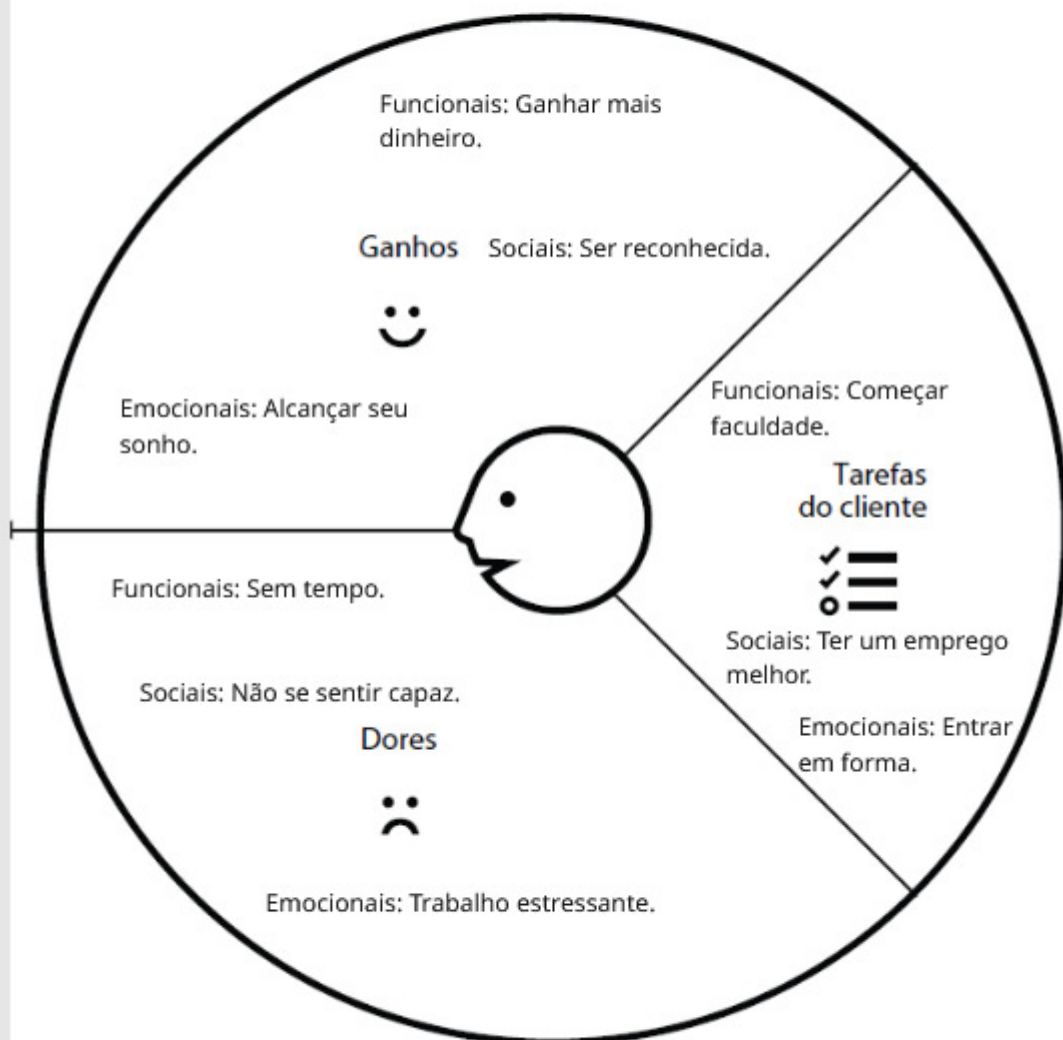 Funcionais: Ganhar mais
dinheiro.
Ganhos
Sociais: Ser reconhecida.
Emocionais: Alcançar seu
sonho.
Funcionais: Começar
faculdade.
Tarefas
do cliente
Sociais: Ter um emprego
melhor.
Emocionais: Entrar
em forma.
Funcionais: Sem tempo.
Sociais: Não se sentir capaz.
Dores
Emocionais: Trabalho estressante.